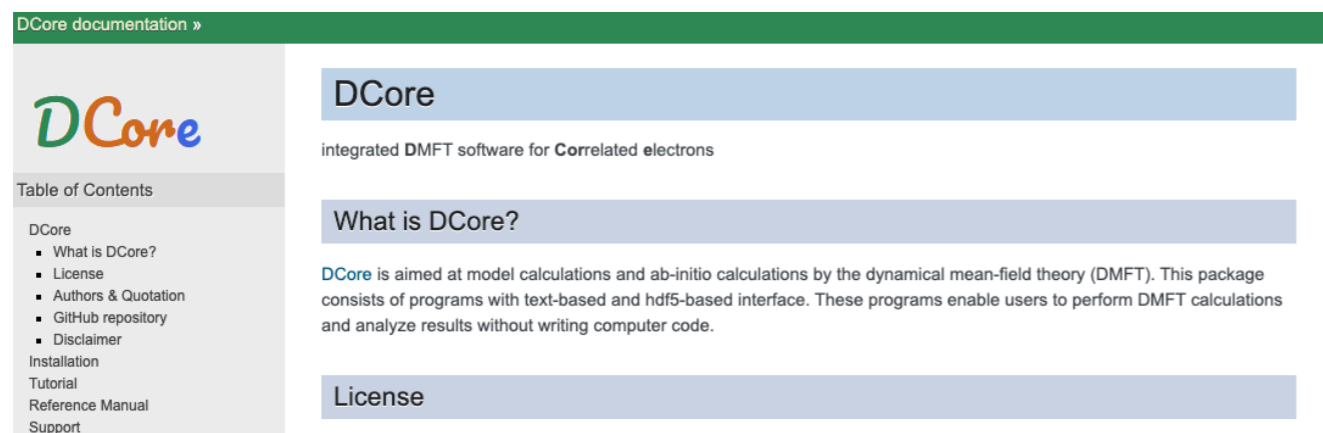 DCore documentation »
DCore
Table of Contents
DCore
What is DCore?
License
Authors & Quotation
GitHub repository
Disclaimer
Installation
Tutorial
Reference Manual
Support
DCore
integrated DMFT software for Correlated electrons
What is DCore?
DCore is aimed at model calculations and ab-initio calculations by the dynamical mean-field theory (DMFT). This package
consists of programs with text-based and hdf5-based interface. These programs enable users to perform DMFT calculations
and analyze results without writing computer code.
License